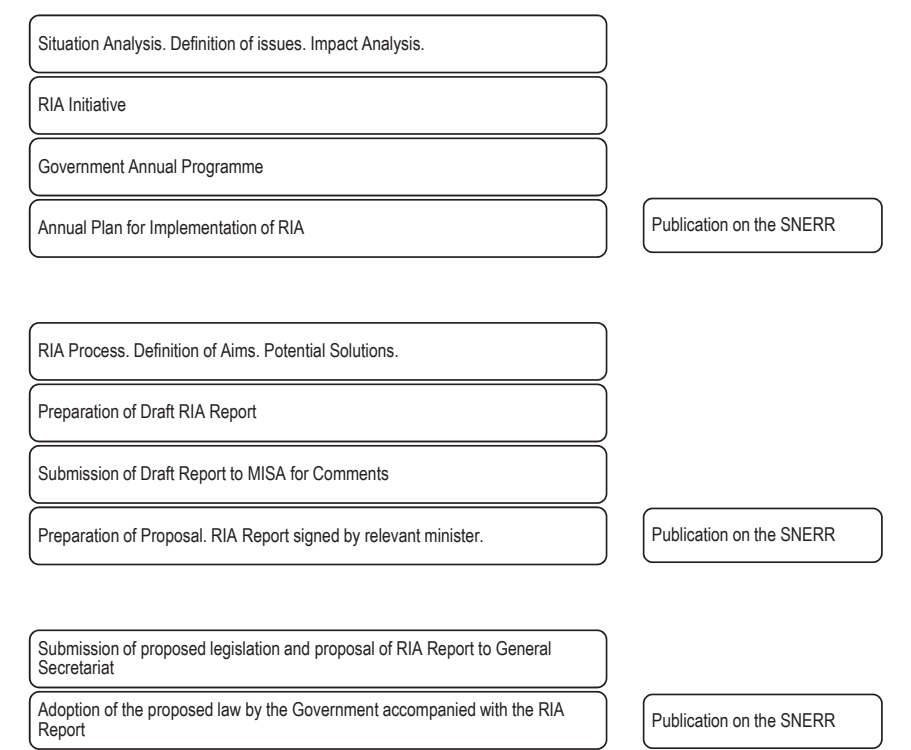 Situation Analysis. Definition of issues. Impact Analysis.
RIA Initiative
Government Annual Programme
Annual Plan for Implementation of RIA
Publication on the SNERR
RIA Process. Definition of Aims. Potential Solutions.
Preparation of Draft RIA Report
Submission of Draft Report to MISA for Comments
Preparation of Proposal. RIA Report signed by relevant minister.
Publication on the SNERR
Submission of proposed legislation and proposal of RIA Report to General
Secretariat
Adoption of the proposed law by the Government accompanied with the RIA
Report
Publication on the SNERR